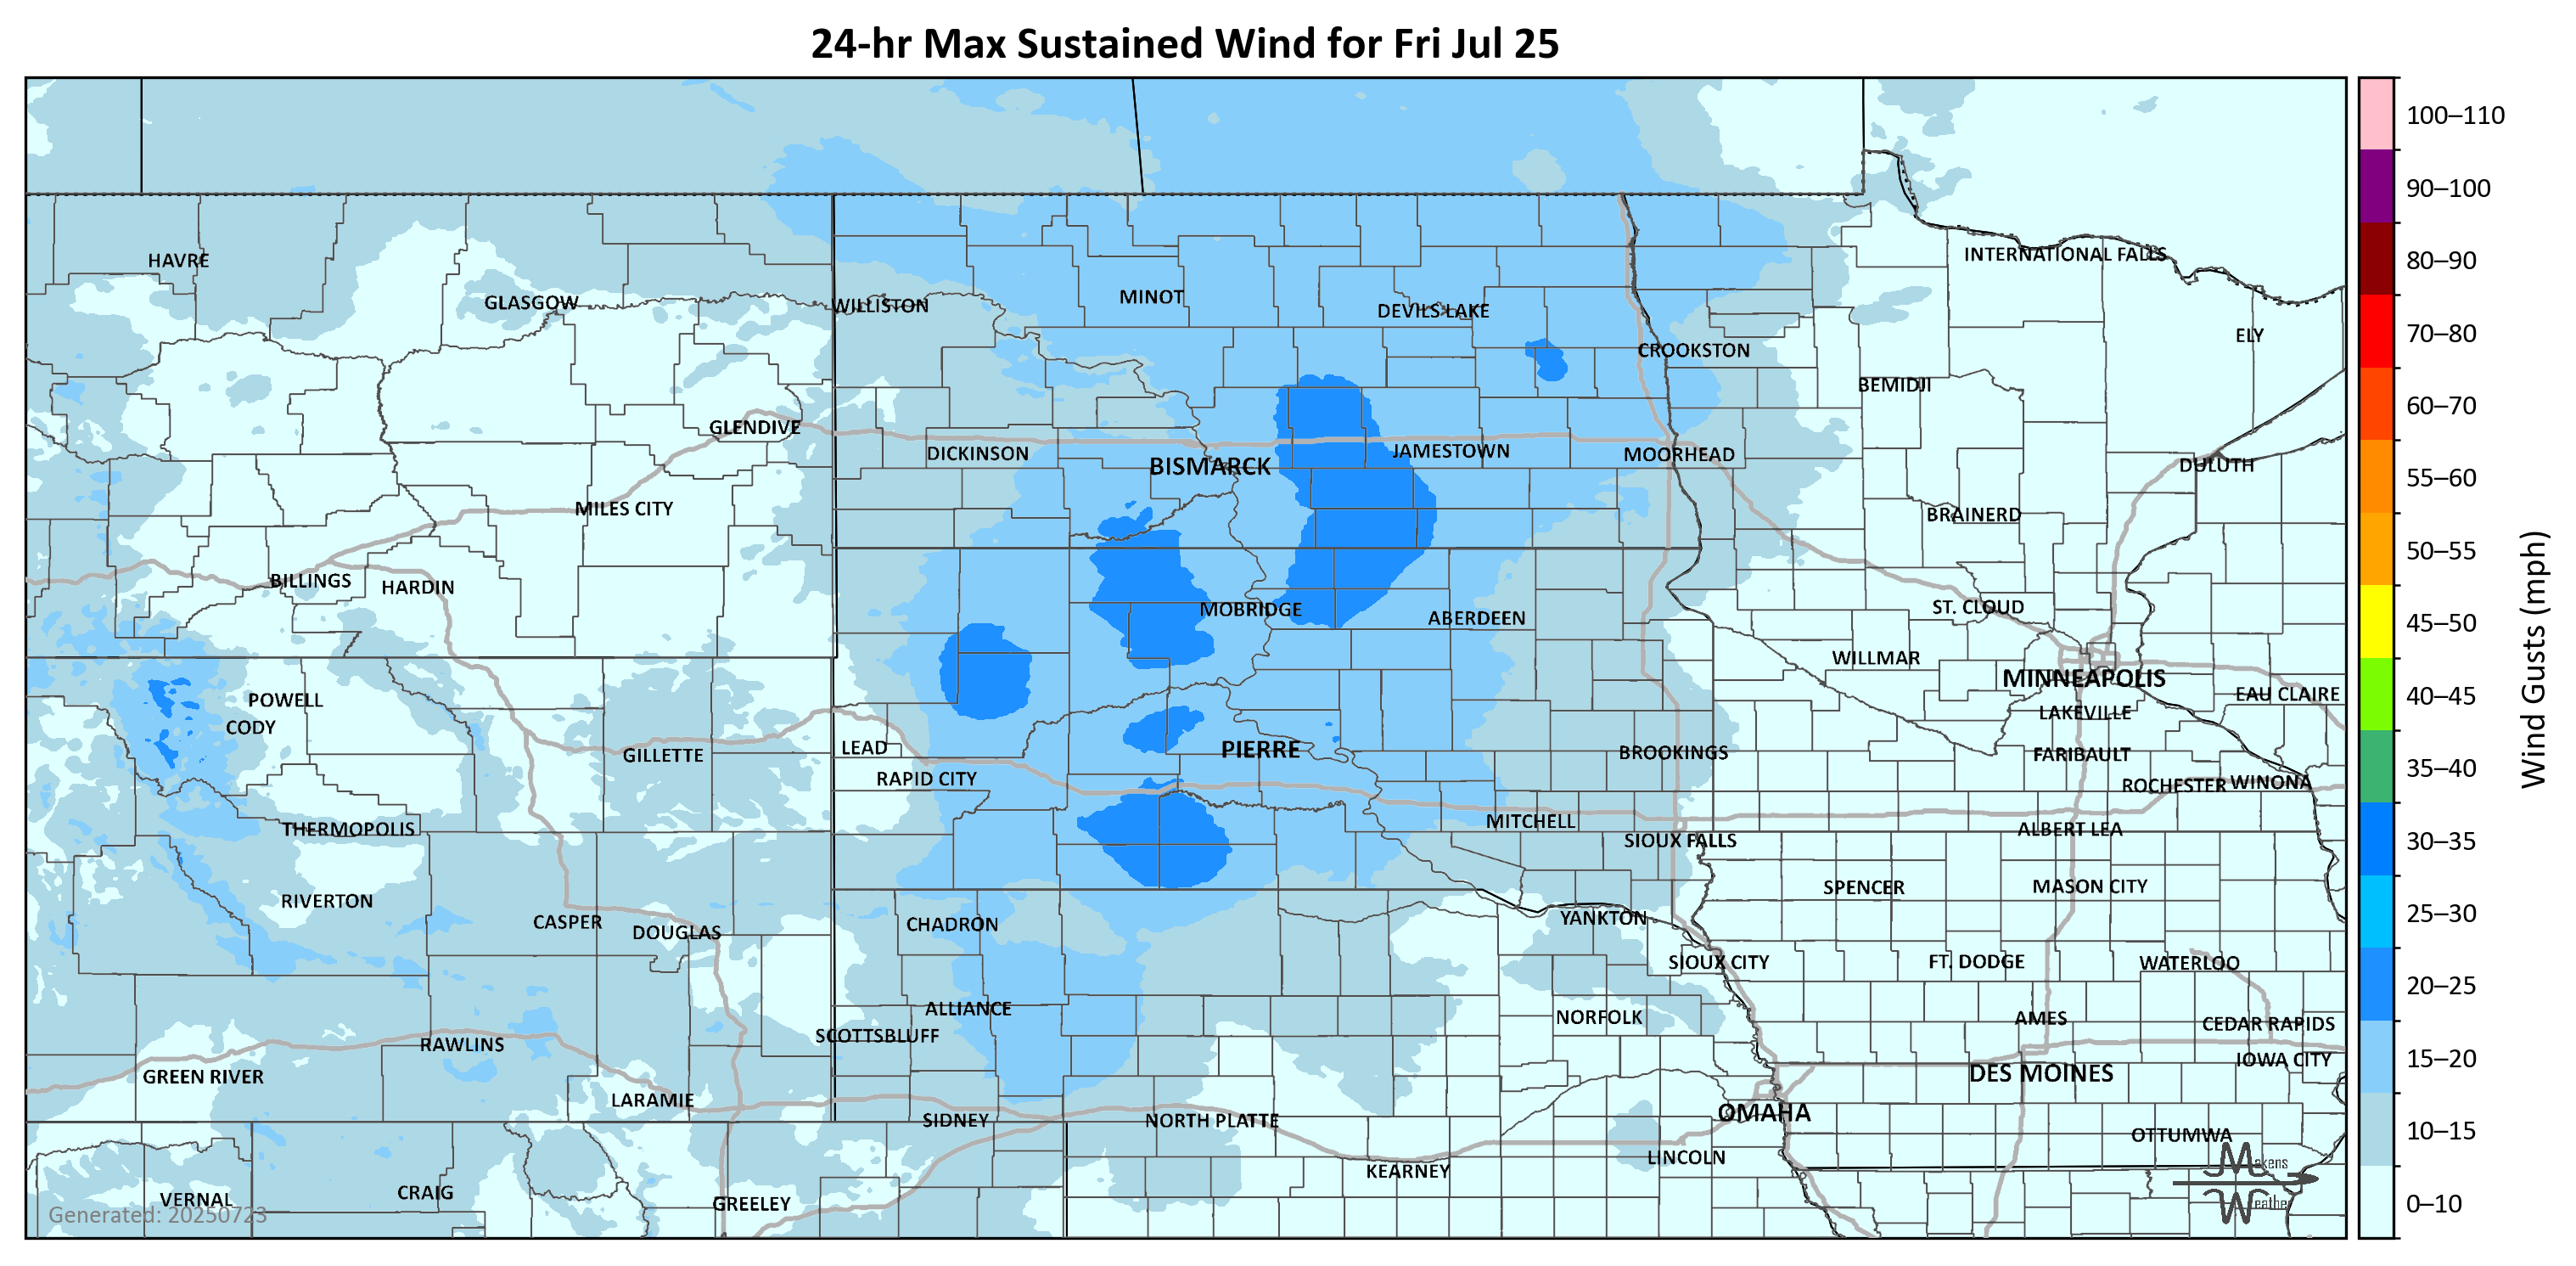 24-hr Max Sustained Wind for Fri Jul 25
100–110
90–100
80–90
70–80
60–70
55–60
50–55
45–50
40–45
35–40
30–35
25–30
20–25
15–20
10–15
0–10
Wind Gusts (mph)
HAVRE
INTERNATIONAL FALLS
GLASGOW
WILLISTON
MINOT
DEVILS LAKE
ELY
CROOKSTON
BEMIDJI
GLENDIVE
DICKINSON
BISMARCK
JAMESTOWN
MOORHEAD
DULUTH
MILES CITY
BRAINERD
BILLINGS
HARDIN
MOBRIDGE
ABERDEEN
ST. CLOUD
WILLMAR
MINNEAPOLIS
EAU CLAIRE
POWELL
CODY
LAKEVILLE
GILLETTE
LEAD
PIERRE
BROOKINGS
FARIBAULT
RAPID CITY
ROCHESTER
WINONA
THERMOPOLIS
MITCHELL
SIOUX FALLS
ALBERT LEA
RIVERTON
SPENCER
MASON CITY
CASPER
DOUGLAS
CHADRON
YANKTON
SIOUX CITY
FT. DODGE
WATERLOO
ALLIANCE
SCOTTSBLUFF
NORFOLK
AMES
CEDAR RAPIDS
RAWLINS
IOWA CITY
GREEN RIVER
DES MOINES
LARAMIE
SIDNEY
NORTH PLATTE
OMAHA
OTTUMWA
KEARNEY
LINCOLN
VERNAL
CRAIG
GREELEY
Generated: 20250723
Makens
Weather